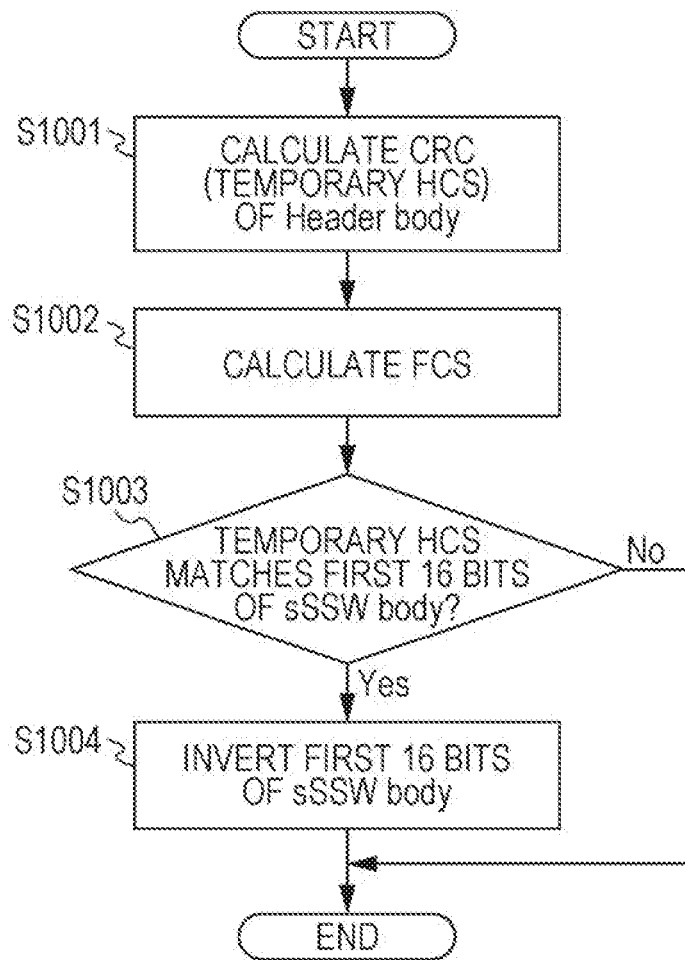 START
S1001
CALCULATE CRC
(TEMPORARY HCS)
OF Header body
S1002
CALCULATE FCS
S1003
TEMPORARY HCS
MATCHES FIRST 16 BITS
OF sSSW body?
No
Yes
S1004
INVERT FIRST 16 BITS
OF sSSW body
END